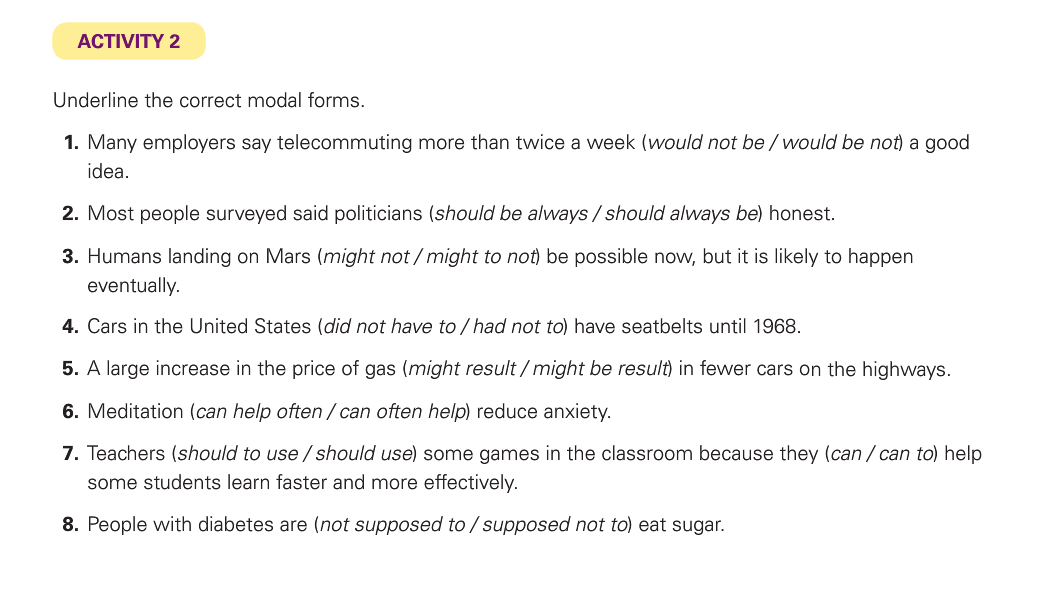 ACTIVITY 2
Underline the correct modal forms.
1. Many employers say telecommuting more than twice a week (would not be / would be not) a good
idea.
2. Most people surveyed said politicians (should be always / should always be) honest.
3. Humans landing on Mars (might not / might to not) be possible now, but it is likely to happen
eventually.
4. Cars in the United States (did not have to / had not to) have seatbelts until 1968.
5. A large increase in the price of gas (might result / might be result) in fewer cars on the highways.
6. Meditation (can help often / can often help) reduce anxiety.
7. Teachers (should to use / should use) some games in the classroom because they (can / can to) help
some students learn faster and more effectively.
8. People with diabetes are (not supposed to / supposed not to) eat sugar.